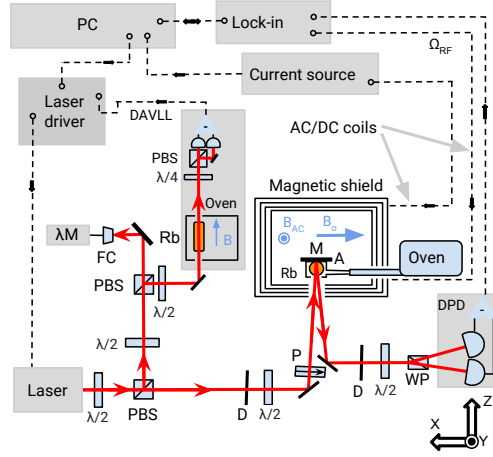 PC
Lock-in
Ω_RF
Current source
Laser
driver
DAVLL
AC/DC coils
PBS
λ/4
Oven
Magnetic shield
Rb
B
B_AC
B_o
M
A
Rb
Oven
λM
FC
PBS
λ/2
DPD
λ/2
P
WP
Laser
λ/2
PBS
D
λ/2
D
λ/2
Z
X
Y
-
-